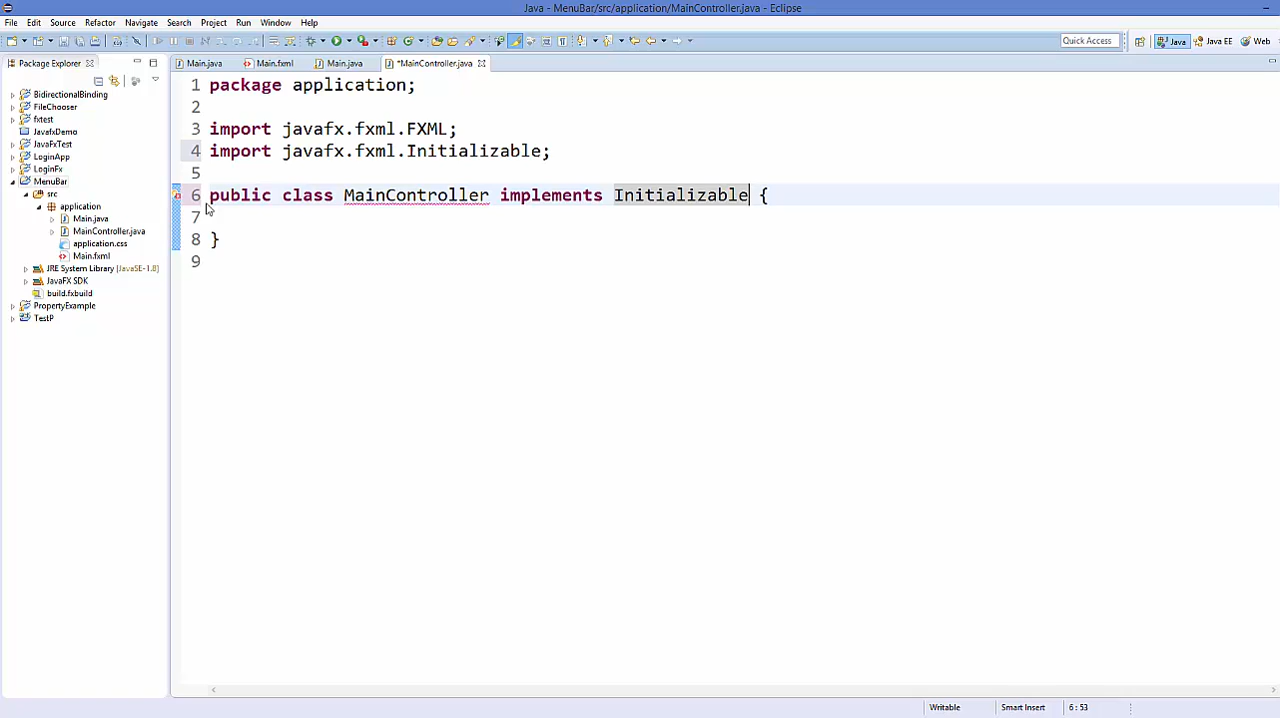 Java - MenuBar/src/application/MainController.java - Eclipse
File Edit Source Refactor Navigate Search Project Run Window Help
Quick Access Java Java EE Web
Package Explorer
Main.java Main.fxml Main.java *MainController.java
BidirectionalBinding
FileChooser
fxtest
JavafxDemo
JavaFxTest
LoginApp
LoginFx
MenuBar
src
application
Main.java
MainController.java
application.css
Main.fxml
JRE System Library [JavaSE-1.8]
JavaFX SDK
build.fxbuild
PropertyExample
TestP
1 package application;
2
3 import javafx.fxml.FXML;
4 import javafx.fxml.Initializable;
5
6 public class MainController implements Initializable {
7
8 }
9
Writable Smart Insert 6 : 53